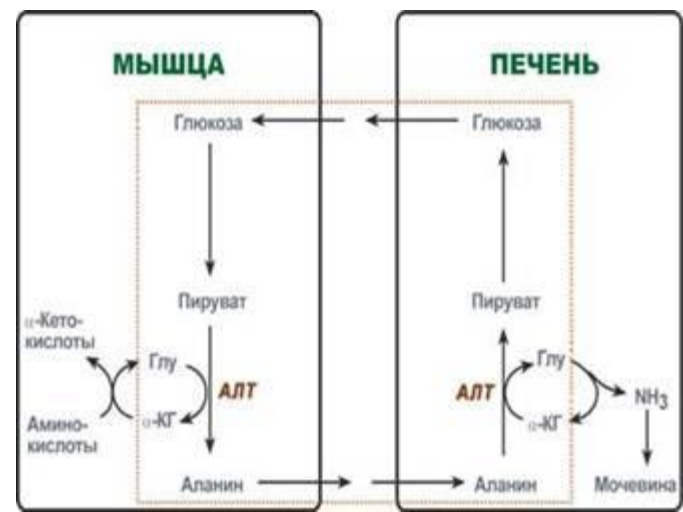 МЫШЦА
ПЕЧЕНЬ
Глюкоза
Глюкоза
Пируват
Пируват
α-Кето-
кислоты
Глу
АЛТ
α-КГ
Амино-
кислоты
Аланин
АЛТ
Глу
α-КГ
NH3
Аланин
Мочевина